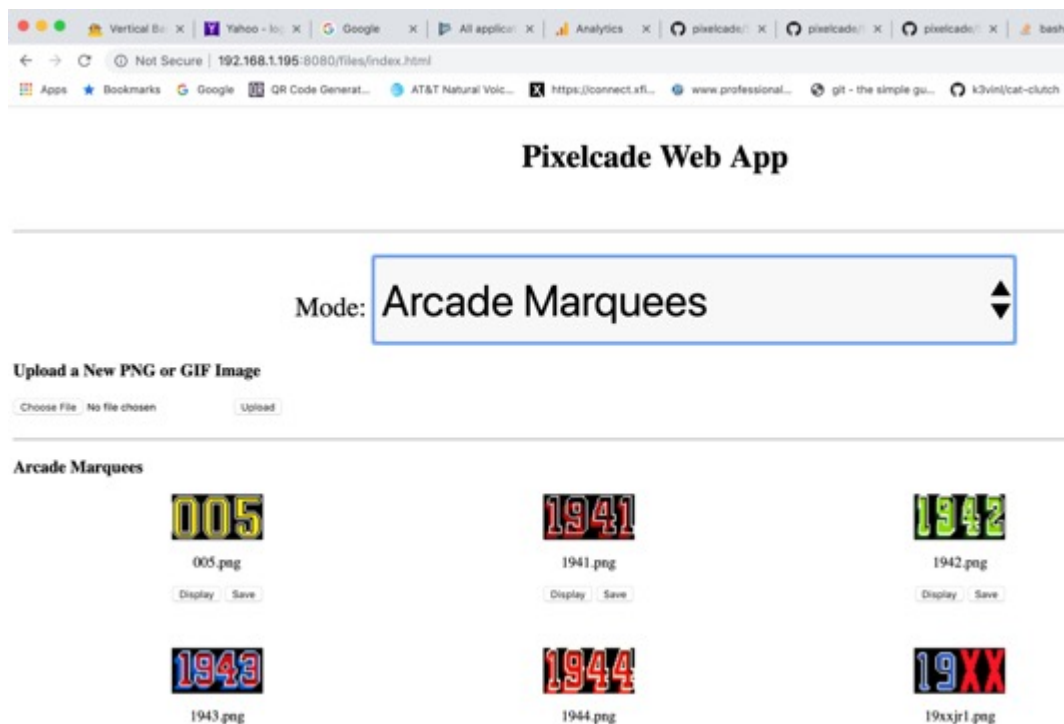 Vertical Be
Yahoo - lo
Google
All applica
Analytics
pixelcade/
pixelcade/
pixelcade/
bash
Not Secure | 192.168.1.195:8080/files/index.html
Apps Bookmarks Google QR Code Generat... AT&T Natural Voic... https://connect.xfi... www.professional... git - the simple gu... k3vinl/cat-clutch
Pixelcade Web App
Mode: Arcade Marquees
Upload a New PNG or GIF Image
Choose File No file chosen Upload
Arcade Marquees
005 1941 1942
005.png 1941.png 1942.png
Display Save Display Save Display Save
1943 1944 19XX
1943.png 1944.png 19xxjr1.png